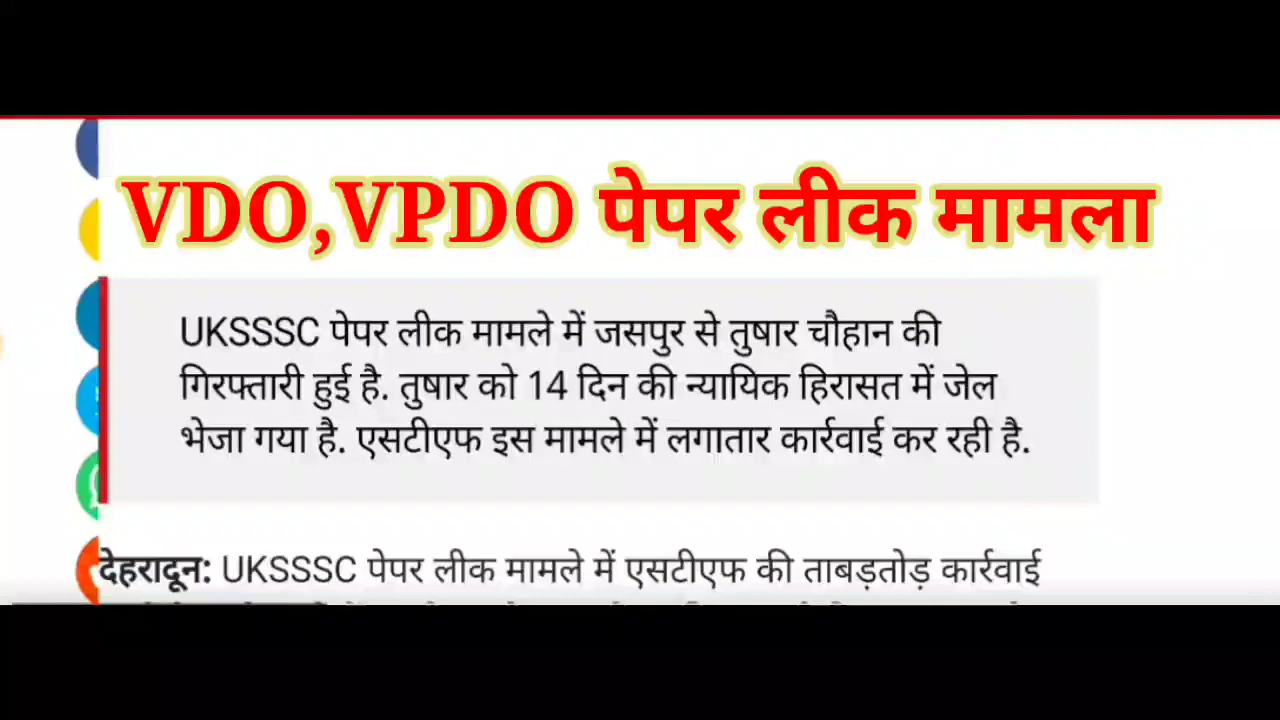 VDO,VPDO पेपर लीक मामला
UKSSSC पेपर लीक मामले में जसपुर से तुषार चौहान की
गिरफ्तारी हुई है. तुषार को 14 दिन की न्यायिक हिरासत में जेल
भेजा गया है. एसटीएफ इस मामले में लगातार कार्रवाई कर रही है.
देहरादून: UKSSSC पेपर लीक मामले में एसटीएफ की ताबड़तोड़ कार्रवाई